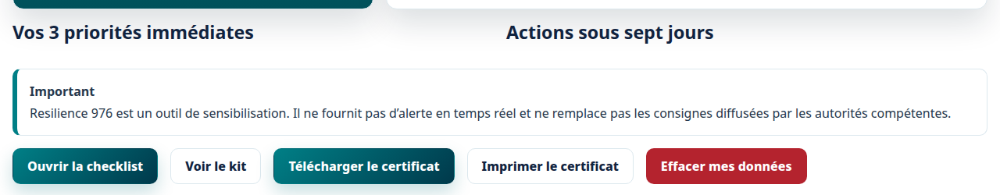 Vos 3 priorités immédiates
Actions sous sept jours
Important
Resilience 976 est un outil de sensibilisation. Il ne fournit pas d’alerte en temps réel et ne remplace pas les consignes diffusées par les autorités compétentes.
Ouvrir la checklist
Voir le kit
Télécharger le certificat
Imprimer le certificat
Effacer mes données